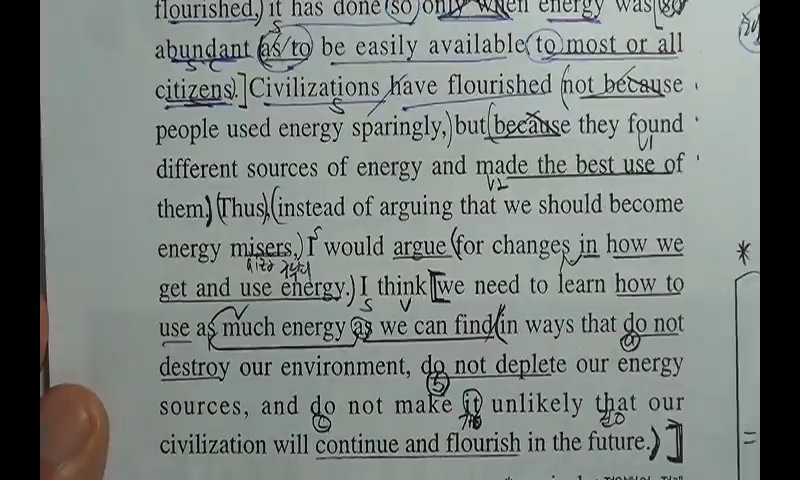 flourished, it has done so only when energy was so
abundant as to be easily available to most or all
citizens. Civilizations have flourished not because
people used energy sparingly, but because they found
different sources of energy and made the best use of
them. Thus, instead of arguing that we should become
energy misers, I would argue for changes in how we
get and use energy. I think we need to learn how to
use as much energy as we can find in ways that do not
destroy our environment, do not deplete our energy
sources, and do not make it unlikely that our
civilization will continue and flourish in the future.